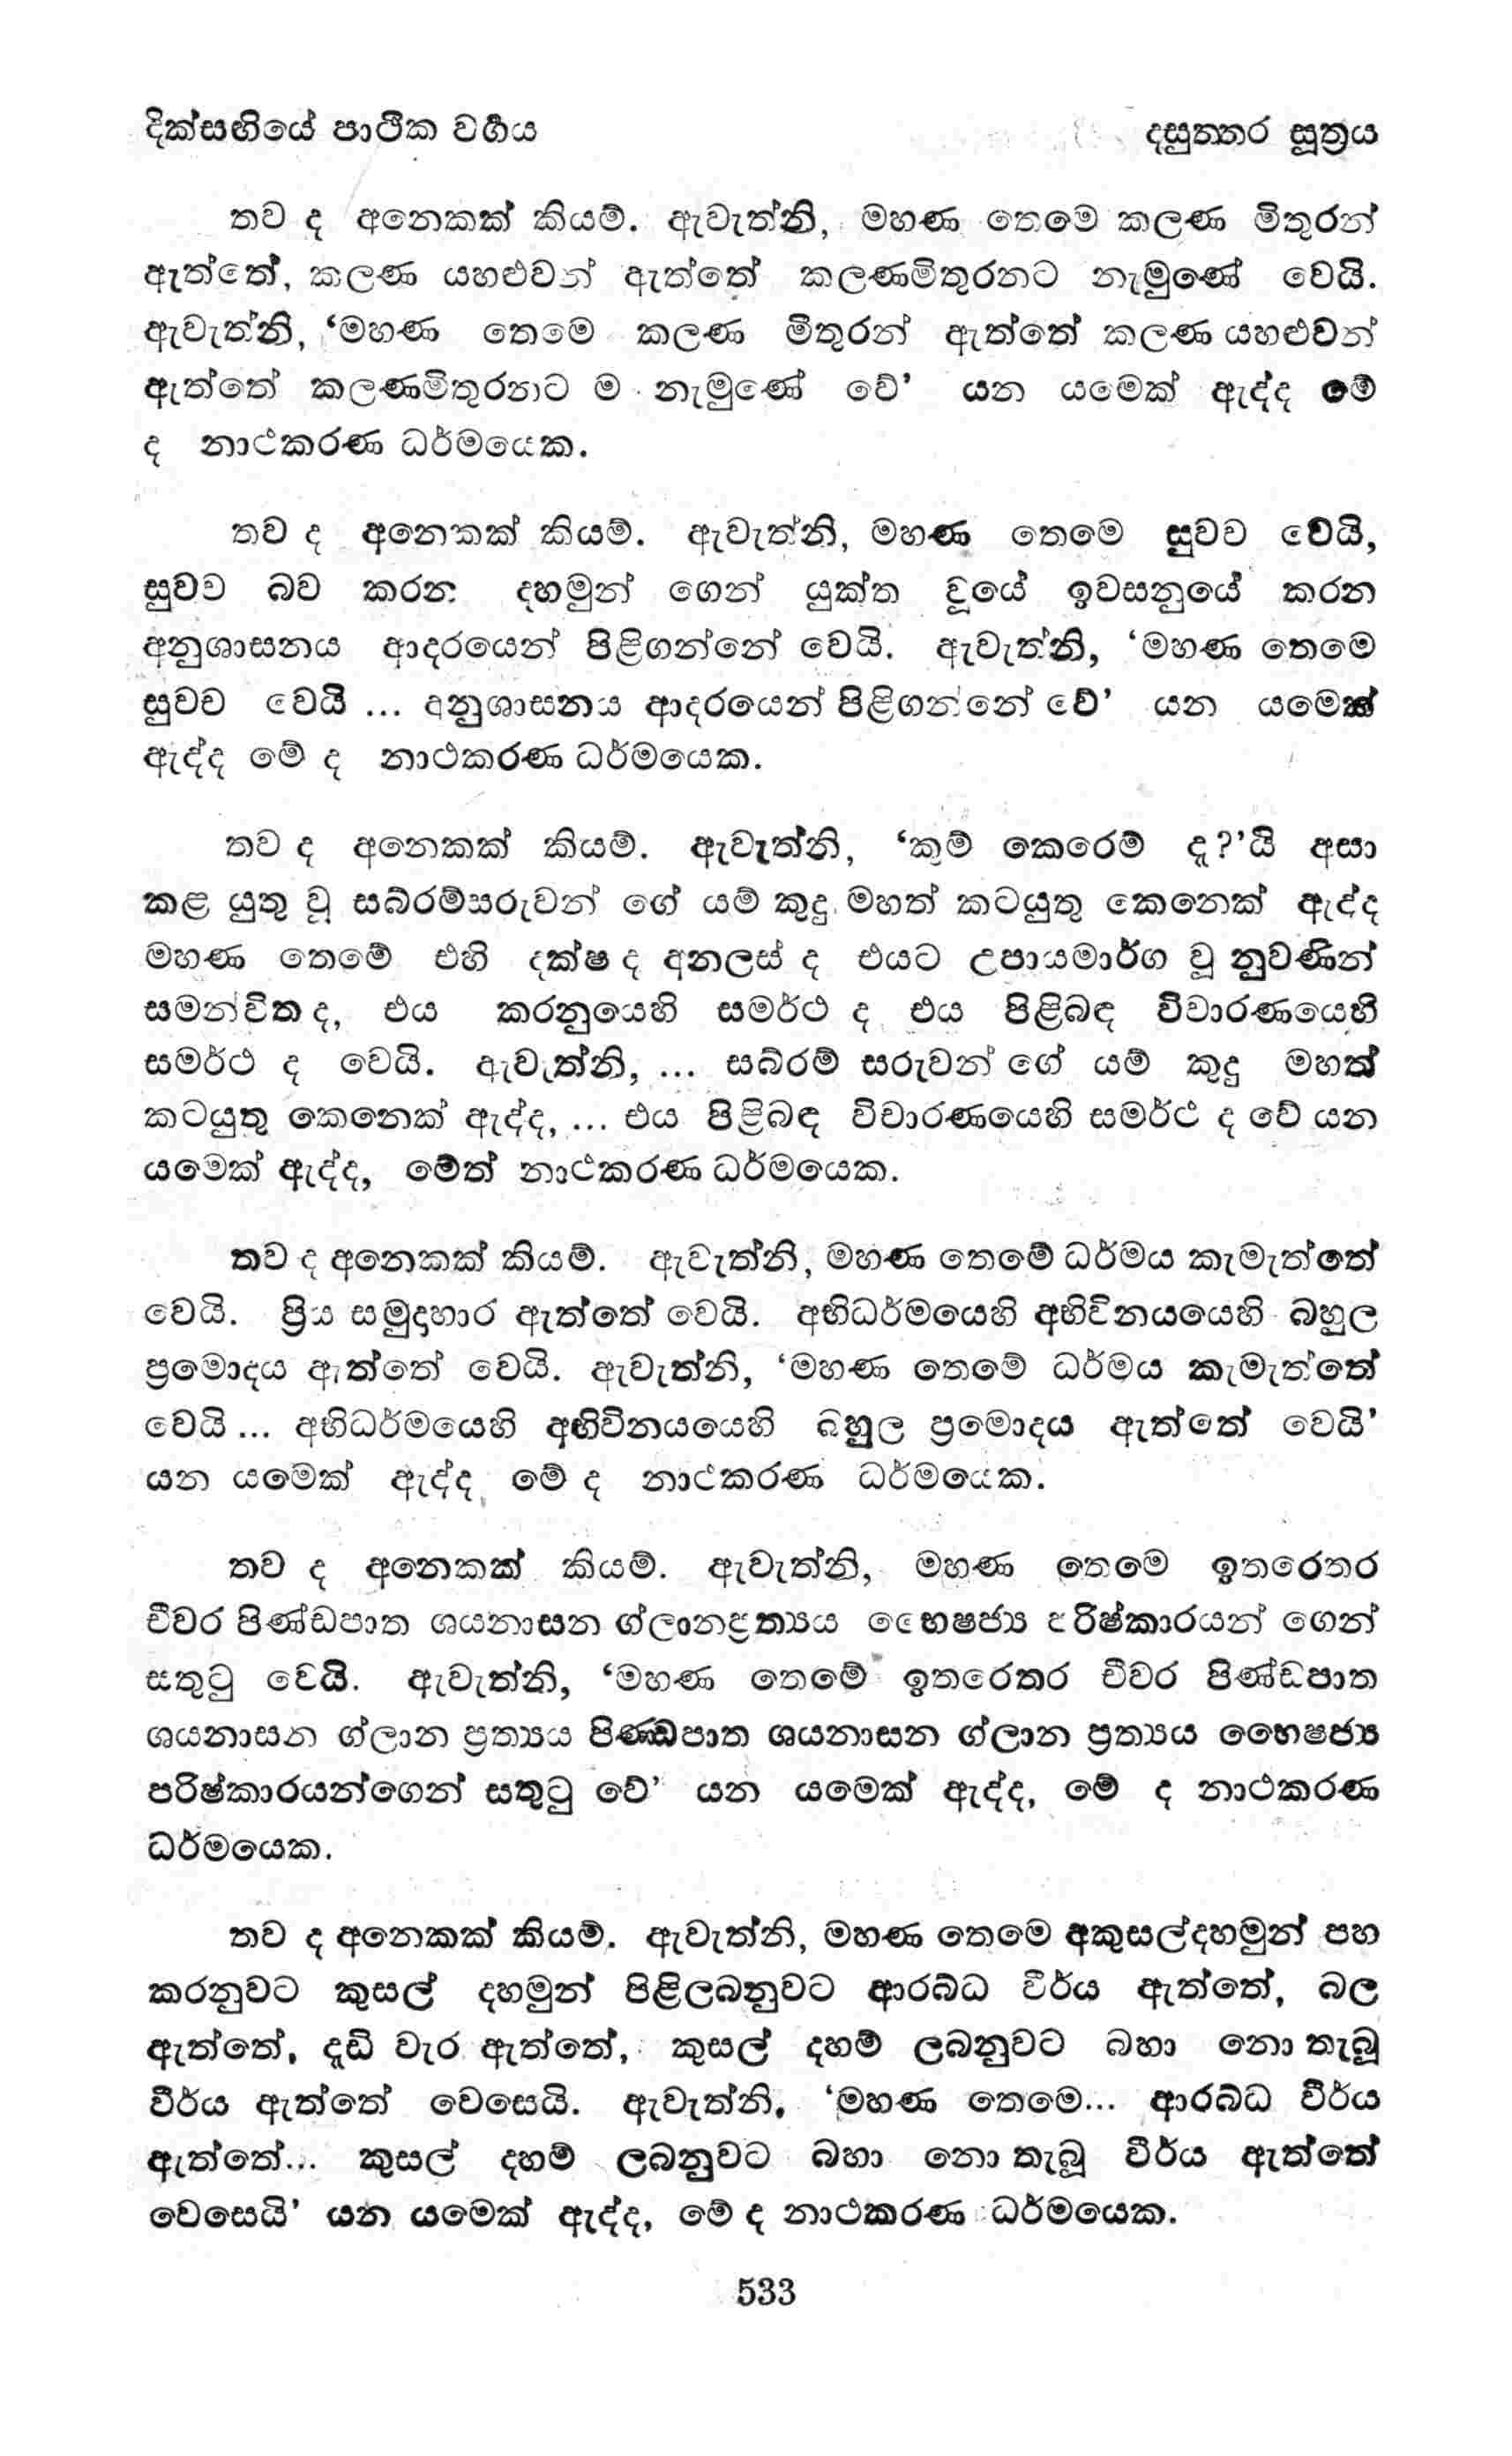 දික්සඟියේ පාථික වර්‍ගය
දසුත්තර සූත්‍රය
තව ද අනෙකක් කියම්. ඇවැත්නි, මහණ තෙමෙ කලණ මිතුරන්
ඇත්තේ, කලණ යහළුවන් ඇත්තේ කලණමිතුරනට නැමුණේ වෙයි.
ඇවැත්නි, ‘මහණ තෙමෙ කලණ මිතුරන් ඇත්තේ කලණ යහළුවන්
ඇත්තේ කලණමිතුරනට ම නැමුණේ වේ’ යන යමෙක් ඇද්ද මේ
ද නාථකරණ ධර්මයෙක.
තව ද අනෙකක් කියම්. ඇවැත්නි, මහණ තෙමෙ සුවච වෙයි,
සුවච බව කරන දහමුන් ගෙන් යුක්ත වූයේ ඉවසනුයේ කරන
අනුශාසනය ආදරයෙන් පිළිගන්නේ වෙයි. ඇවැත්නි, ‘මහණ තෙමෙ
සුවච වෙයි ... අනුශාසනය ආදරයෙන් පිළිගන්නේ වේ’ යන යමෙක්
ඇද්ද මේ ද නාථකරණ ධර්මයෙක.
තව ද අනෙකක් කියම්. ඇවැත්නි, ‘කුම් කෙරෙම් දැ?’යි අසා
කළ යුතු වූ සබ්රම්සරුවන් ගේ යම් කුදු මහත් කටයුතු කෙනෙක් ඇද්ද
මහණ තෙමේ එහි දක්ෂ ද අනලස් ද එයට උපායමාර්ග වූ නුවණින්
සමන්විත ද, එය කරනුයෙහි සමර්ථ ද එය පිළිබඳ විචාරණයෙහි
සමර්ථ ද වෙයි. ඇවැත්නි, ... සබ්රම් සරුවන් ගේ යම් කුදු මහත්
කටයුතු කෙනෙක් ඇද්ද, ... එය පිළිබඳ විචාරණයෙහි සමර්ථ ද වේ යන
යමෙක් ඇද්ද, මේත් නාථකරණ ධර්මයෙක.
තව ද අනෙකක් කියම්. ඇවැත්නි, මහණ තෙමේ ධර්මය කැමැත්තේ
වෙයි. ප්‍රිය සමුදාහාර ඇත්තේ වෙයි. අභිධර්මයෙහි අභිවිනයයෙහි බහුල
ප්‍රමොදය ඇත්තේ වෙයි. ඇවැත්නි, ‘මහණ තෙමේ ධර්මය කැමැත්තේ
වෙයි ... අභිධර්මයෙහි අභිවිනයයෙහි බහුල ප්‍රමොදය ඇත්තේ වෙයි’
යන යමෙක් ඇද්ද, මේ ද නාථකරණ ධර්මයෙක.
තව ද අනෙකක් කියම්. ඇවැත්නි, මහණ තෙමෙ ඉතරෙතර
චීවර පිණ්ඩපාත ශයනාසන ග්ලානප්‍රත්‍යය භෛෂජ්‍ය පරිෂ්කාරයන් ගෙන්
සතුටු වෙයි. ඇවැත්නි, ‘මහණ තෙමේ ඉතරෙතර චීවර පිණ්ඩපාත
ශයනාසන ග්ලාන ප්‍රත්‍යය පිණ්ඩපාත ශයනාසන ග්ලාන ප්‍රත්‍යය භෛෂජ්‍ය
පරිෂ්කාරයන්ගෙන් සතුටු වේ’ යන යමෙක් ඇද්ද, මේ ද නාථකරණ
ධර්මයෙක.
තව ද අනෙකක් කියම්. ඇවැත්නි, මහණ තෙමෙ අකුසල්දහමුන් පහ
කරනුවට කුසල් දහමුන් පිළිලබනුවට ආරබ්ධ වීර්ය ඇත්තේ, බල
ඇත්තේ, දැඩි වැර ඇත්තේ, කුසල් දහම් ලබනුවට බහා නො තැබූ
වීර්ය ඇත්තේ වෙසෙයි. ඇවැත්නි, ‘මහණ තෙමෙ... ආරබ්ධ වීර්ය
ඇත්තේ... කුසල් දහම් ලබනුවට බහා නො තැබූ වීර්ය ඇත්තේ
වෙසෙයි’ යන යමෙක් ඇද්ද, මේ ද නාථකරණ ධර්මයෙක.
533